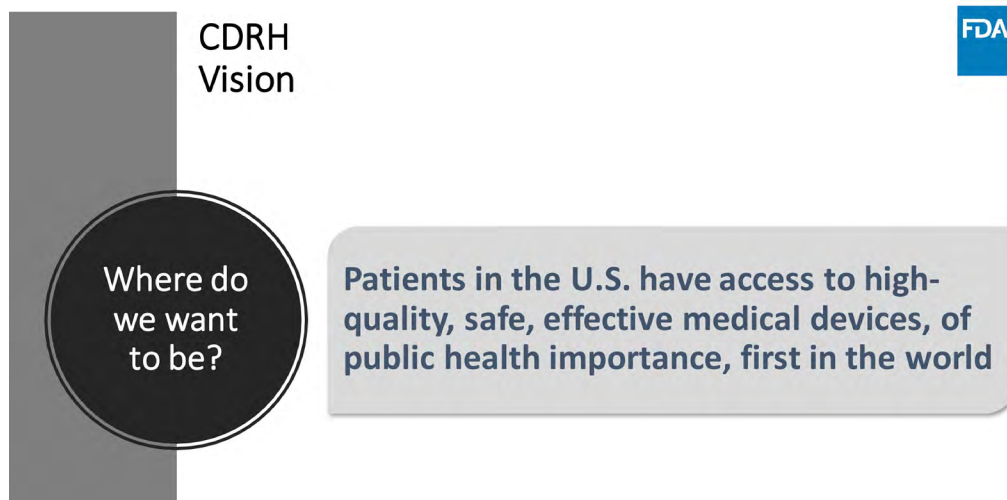 CDRH
Vision
FDA
Where do
we want
to be?
Patients in the U.S. have access to high-
quality, safe, effective medical devices, of
public health importance, first in the world